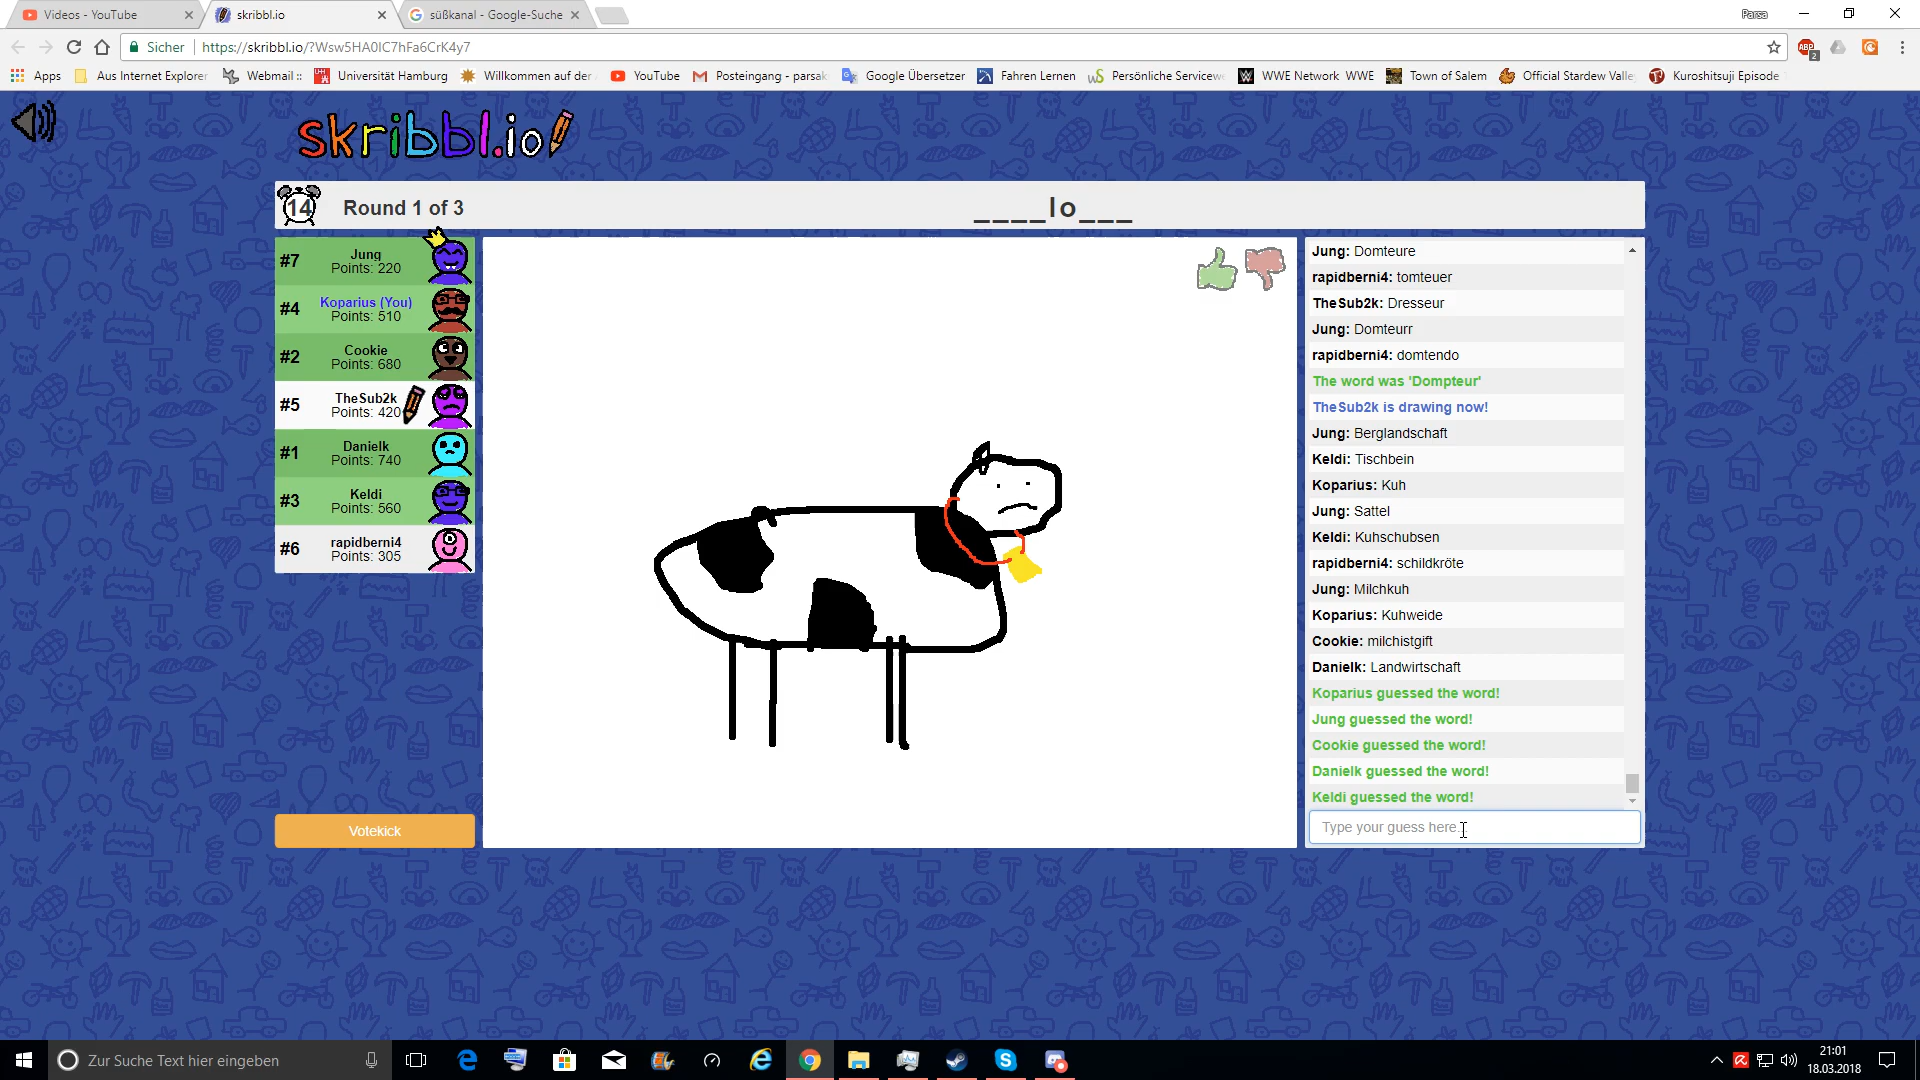 Videos - YouTube
skribbl.io
süßkanal - Google-Suche
Parsa
Sicher
https://skribbl.io/?Wsw5HA0IC7hFa6CrK4y7
ABP
2
Apps
Aus Internet Explorer
Webmail ::
Universität Hamburg
Willkommen auf der
YouTube
Posteingang - parsak
Google Übersetzer
Fahren Lernen
Persönliche Servicew
WWE Network WWE
Town of Salem
Official Stardew Valle
Kuroshitsuji Episode
skribbl.io
14
Round 1 of 3
____lo___
#7
Jung
Points: 220
#4
Koparius (You)
Points: 510
#2
Cookie
Points: 680
#5
TheSub2k
Points: 420
#1
Danielk
Points: 740
#3
Keldi
Points: 560
#6
rapidberni4
Points: 305
Votekick
Jung: Domteure
rapidberni4: tomteuer
TheSub2k: Dresseur
Jung: Domteurr
rapidberni4: domtendo
The word was 'Dompteur'
TheSub2k is drawing now!
Jung: Berglandschaft
Keldi: Tischbein
Koparius: Kuh
Jung: Sattel
Keldi: Kuhschubsen
rapidberni4: schildkröte
Jung: Milchkuh
Koparius: Kuhweide
Cookie: milchistgift
Danielk: Landwirtschaft
Koparius guessed the word!
Jung guessed the word!
Cookie guessed the word!
Danielk guessed the word!
Keldi guessed the word!
Type your guess here...
Zur Suche Text hier eingeben
21:01
18.03.2018